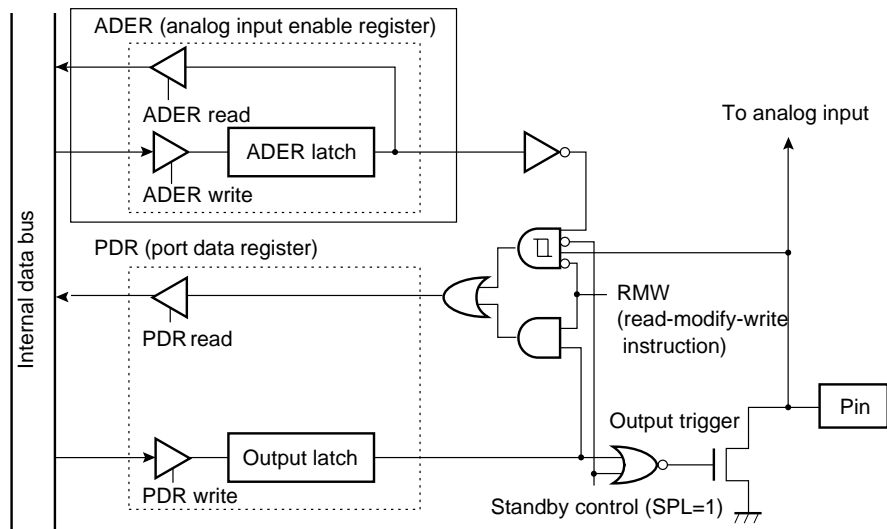 ADER (analog input enable register)
ADER read
To analog input
ADER latch
ADER write
Internal data bus
PDR (port data register)
RMW
(read-modify-write
instruction)
PDR read
Output trigger
Pin
Output latch
PDR write
Standby control (SPL=1)